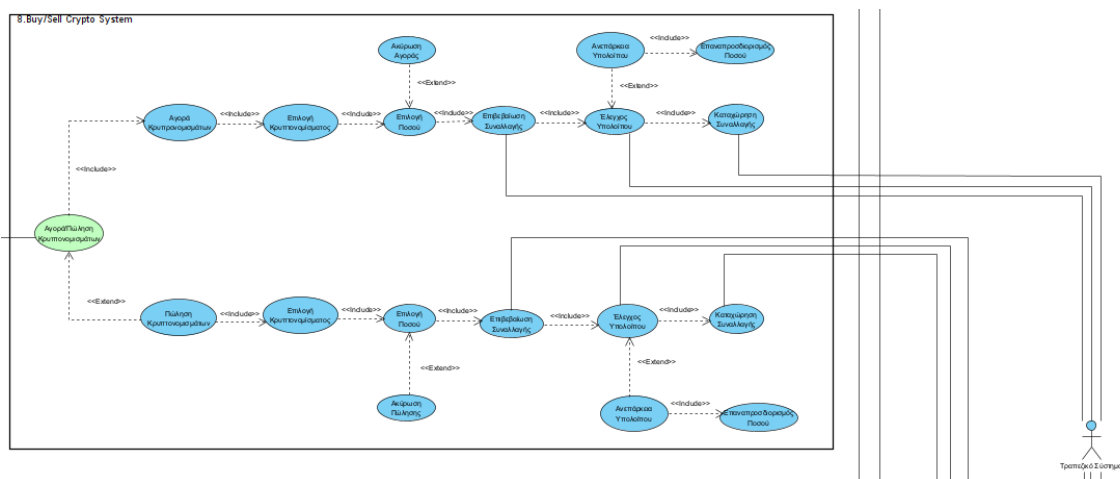 8.Buy/Sell Crypto System
Ακύρωση
Αγοράς
Ανεπάρκεια
Υπολοίπου
<<Include>>
Επαναπροσδιορισμός
Ποσού
<<Extend>>
<<Extend>>
Αγορά
Κρυπρονομισμάτων
<<Include>>
Επιλογή
Κρυπτονομίσματος
<<Include>>
Επιλογή
Ποσού
<<Include>>
Επιβεβαίωση
Συναλλαγής
<<Include>>
Έλεγχος
Υπολοίπου
<<Include>>
Καταχώρηση
Συναλλαγής
<<Include>>
Αγορά/Πώληση
Κρυπτονομισμάτων
<<Extend>>
Πώληση
Κρυπτονομισμάτων
<<Include>>
Επιλογή
Κρυπτονομίσματος
<<Include>>
Επιλογή
Ποσού
<<Include>>
Επιβεβαίωση
Συναλλαγής
<<Include>>
Έλεγχος
Υπολοίπου
<<Include>>
Καταχώρηση
Συναλλαγής
<<Extend>>
<<Extend>>
Ακύρωση
Πώλησης
Ανεπάρκεια
Υπολοίπου
<<Include>>
Επαναπροσδιορισμός
Ποσού
Τραπεζικό Σύστημα